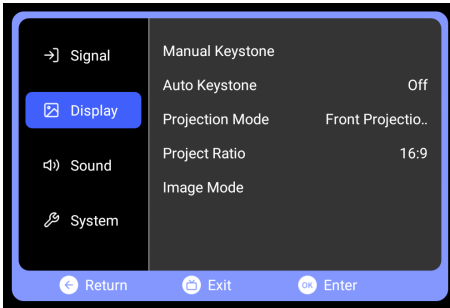 Signal
Display
Sound
System
Manual Keystone
Auto Keystone Off
Projection Mode Front Projectio..
Project Ratio 16:9
Image Mode
Return Exit OK Enter